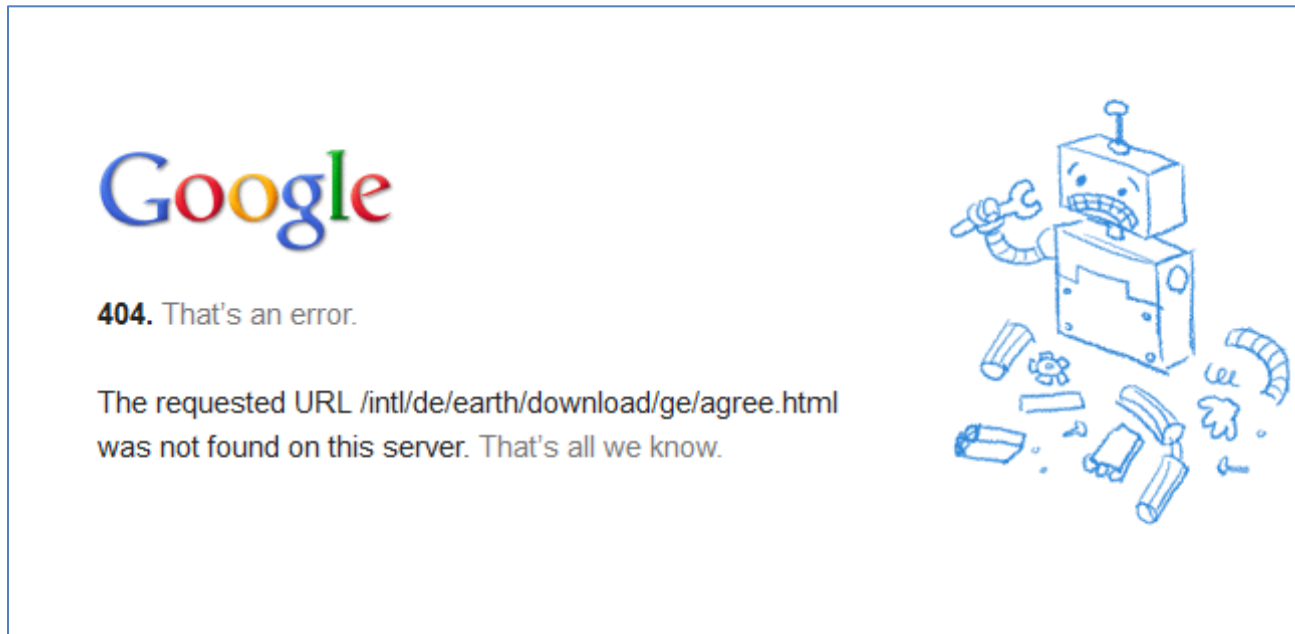 Google
404. That's an error.
The requested URL /intl/de/earth/download/ge/agree.html
was not found on this server. That's all we know.